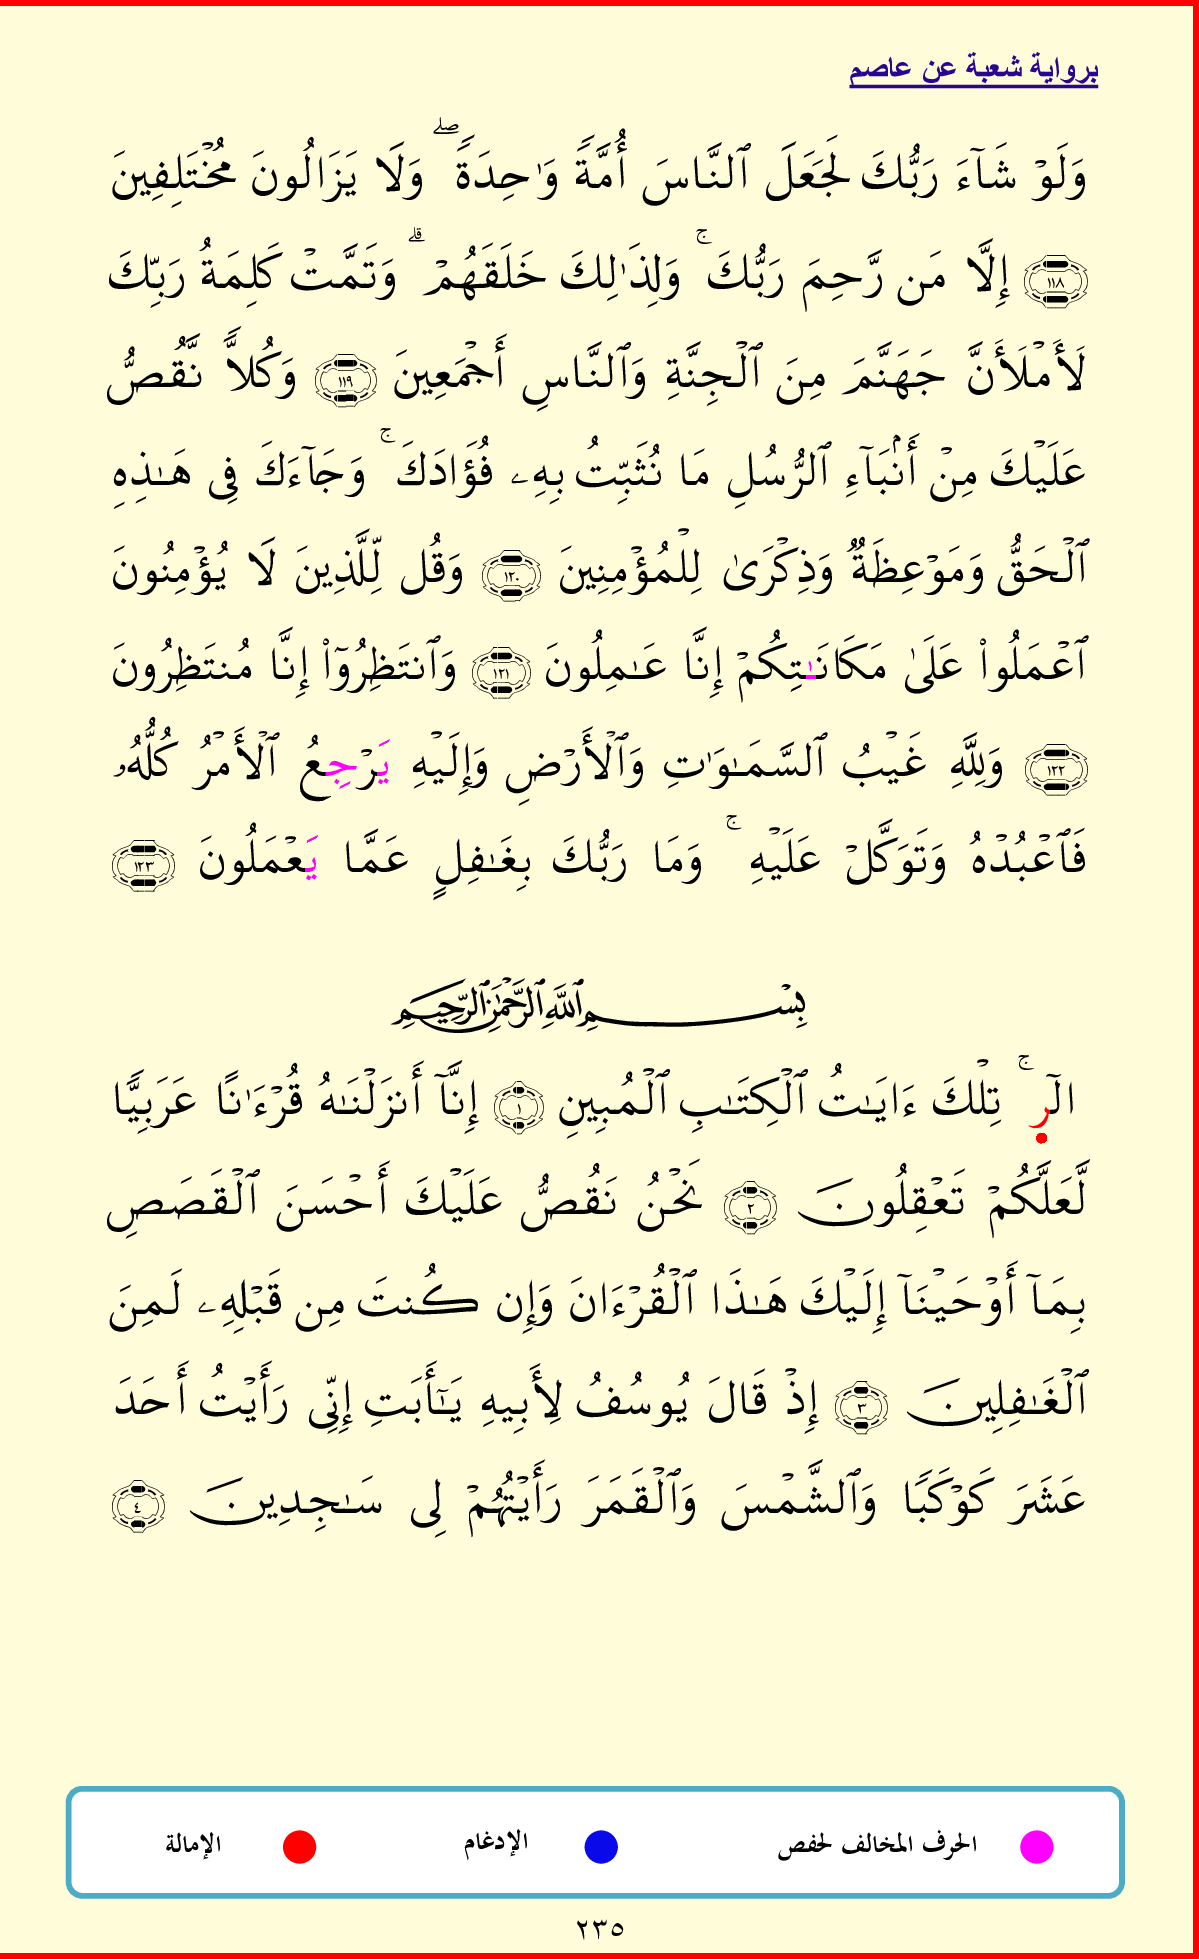 برواية شعبة عن عاصم
وَلَوۡ شَآءَ رَبُّكَ لَجَعَلَ ٱلنَّاسَ أُمَّةٗ وَٰحِدَةٗۖ وَلَا يَزَالُونَ مُخۡتَلِفِينَ
١١٨ إِلَّا مَن رَّحِمَ رَبُّكَۚ وَلِذَٰلِكَ خَلَقَهُمۡۗ وَتَمَّتۡ كَلِمَةُ رَبِّكَ
لَأَمۡلَأَنَّ جَهَنَّمَ مِنَ ٱلۡجِنَّةِ وَٱلنَّاسِ أَجۡمَعِينَ ١١٩ وَكُلّٗا نَّقُصُّ
عَلَيۡكَ مِنۡ أَنۢبَآءِ ٱلرُّسُلِ مَا نُثَبِّتُ بِهِۦ فُؤَادَكَۚ وَجَآءَكَ فِي هَٰذِهِ
ٱلۡحَقُّ وَمَوۡعِظَةٞ وَذِكۡرَىٰ لِلۡمُؤۡمِنِينَ ١٢٠ وَقُل لِّلَّذِينَ لَا يُؤۡمِنُونَ
ٱعۡمَلُواْ عَلَىٰ مَكَانَٰتِكُمۡ إِنَّا عَٰمِلُونَ ١٢١ وَٱنتَظِرُوٓاْ إِنَّا مُنتَظِرُونَ
١٢٢ وَلِلَّهِ غَيۡبُ ٱلسَّمَٰوَٰتِ وَٱلۡأَرۡضِ وَإِلَيۡهِ يَرۡجِعُ ٱلۡأَمۡرُ كُلُّهُۥ
فَٱعۡبُدۡهُ وَتَوَكَّلۡ عَلَيۡهِۚ وَمَا رَبُّكَ بِغَٰفِلٍ عَمَّا يَعۡمَلُونَ ١٢٣
بِسۡمِ ٱللَّهِ ٱلرَّحۡمَٰنِ ٱلرَّحِيمِ
الٓرۚ تِلۡكَ ءَايَٰتُ ٱلۡكِتَٰبِ ٱلۡمُبِينِ ١ إِنَّآ أَنزَلۡنَٰهُ قُرۡءَٰنًا عَرَبِيّٗا
لَّعَلَّكُمۡ تَعۡقِلُونَ ٢ نَحۡنُ نَقُصُّ عَلَيۡكَ أَحۡسَنَ ٱلۡقَصَصِ
بِمَآ أَوۡحَيۡنَآ إِلَيۡكَ هَٰذَا ٱلۡقُرۡءَانَ وَإِن كُنتَ مِن قَبۡلِهِۦ لَمِنَ
ٱلۡغَٰفِلِينَ ٣ إِذۡ قَالَ يُوسُفُ لِأَبِيهِ يَٰٓأَبَتِ إِنِّي رَأَيۡتُ أَحَدَ
عَشَرَ كَوۡكَبٗا وَٱلشَّمۡسَ وَٱلۡقَمَرَ رَأَيۡتُهُمۡ لِي سَٰجِدِينَ ٤
الحرف المخالف لحفص الإدغام الإمالة
٢٣٥